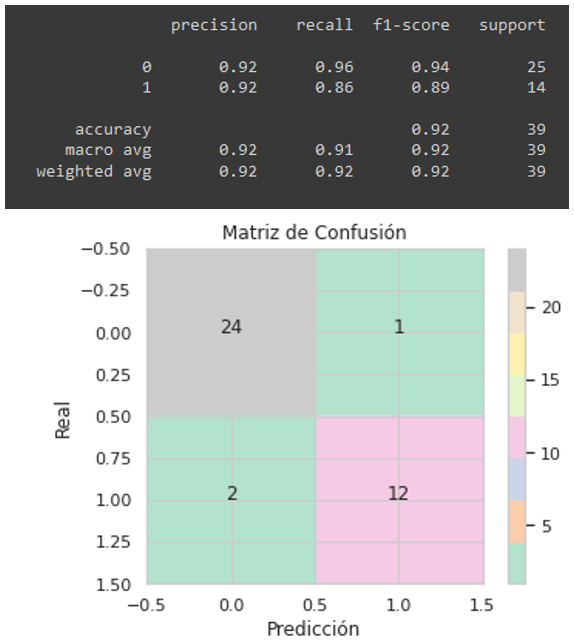 precision recall f1-score support
0 0.92 0.96 0.94 25
1 0.92 0.86 0.89 14
accuracy 0.92 39
macro avg 0.92 0.91 0.92 39
weighted avg 0.92 0.92 0.92 39
Matriz de Confusión
−0.50
−0.25
0.00
0.25
0.50
0.75
1.00
1.25
1.50
Real
24 1
2 12
−0.5 0.0 0.5 1.0 1.5
Predicción
20
15
10
5